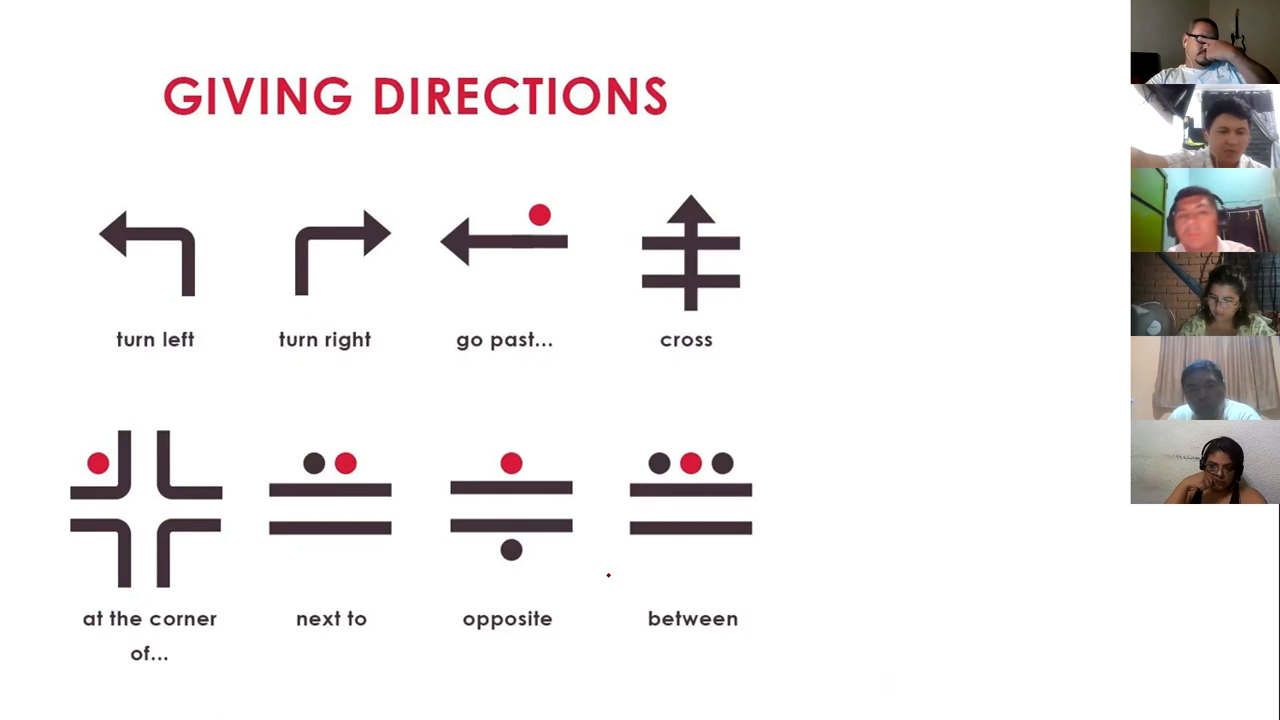 GIVING DIRECTIONS
turn left
turn right
go past...
cross
at the corner
of...
next to
opposite
between